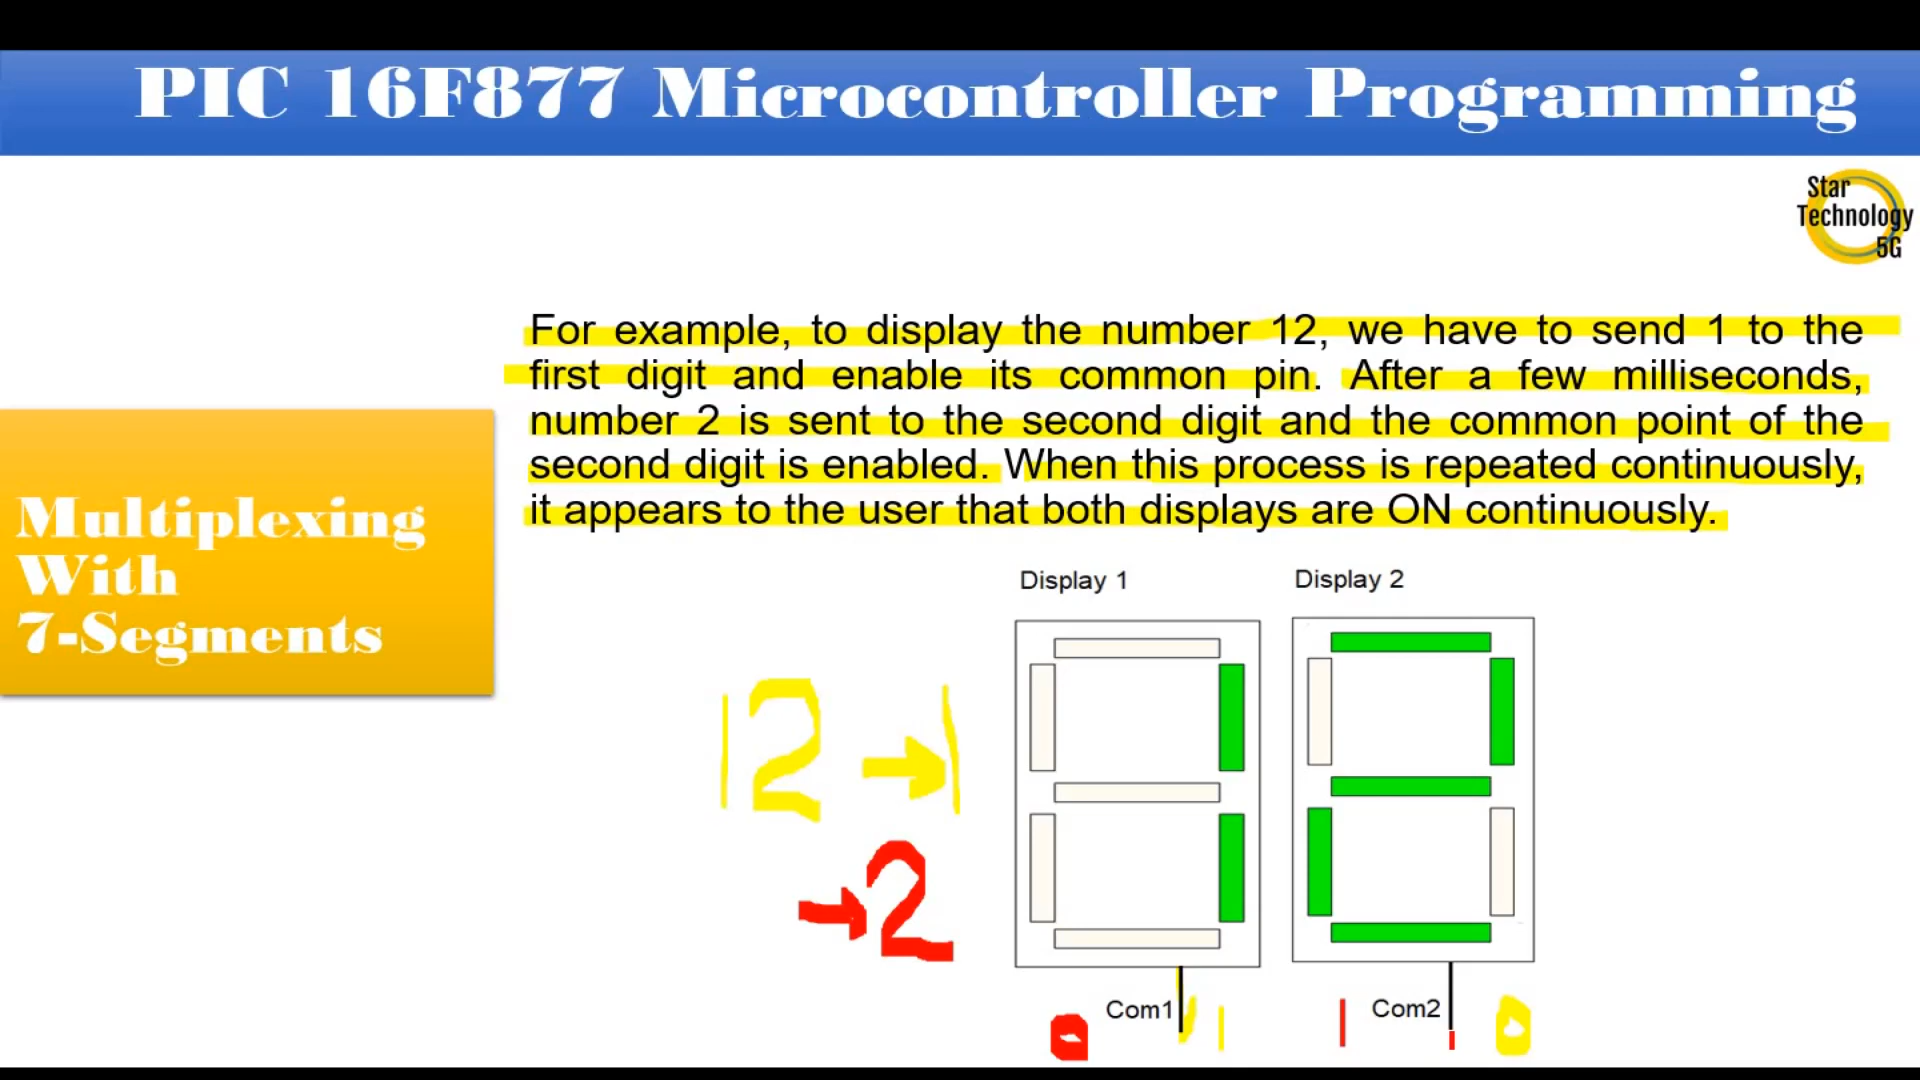 PIC 16F877 Microcontroller Programming
Star
Technology
5G
For example, to display the number 12, we have to send 1 to the
first digit and enable its common pin. After a few milliseconds,
number 2 is sent to the second digit and the common point of the
second digit is enabled. When this process is repeated continuously,
it appears to the user that both displays are ON continuously.
Multiplexing
With
7-Segments
Display 1
Display 2
12 → 1
→ 2
Com1
Com2
0 1 1 0